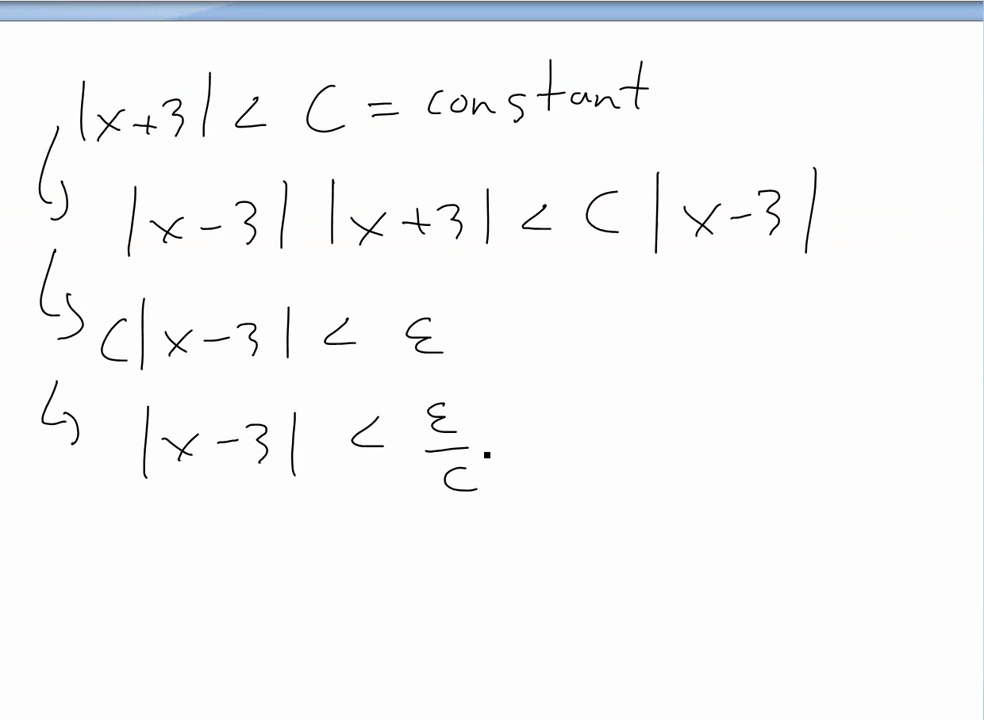 |x+3| < C = constant
|x-3| |x+3| < C |x-3|
C|x-3| < ε
|x-3| < ε/C